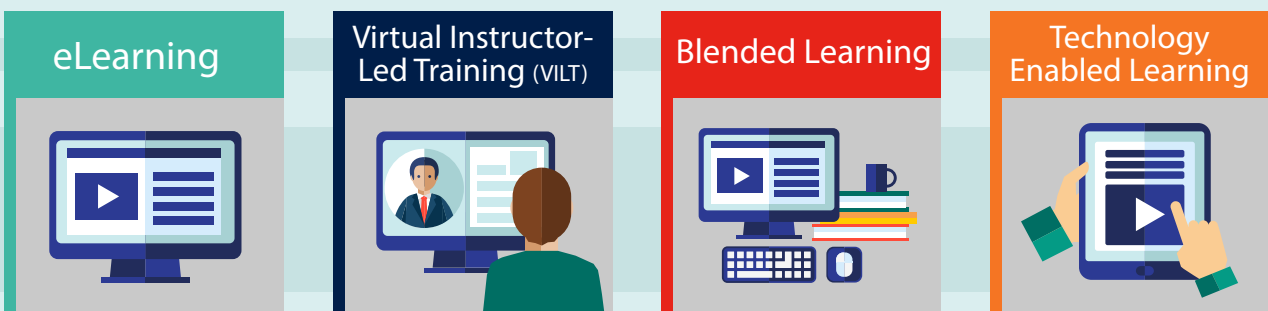 eLearning
Virtual Instructor-
Led Training (VILT)
Blended Learning
Technology
Enabled Learning